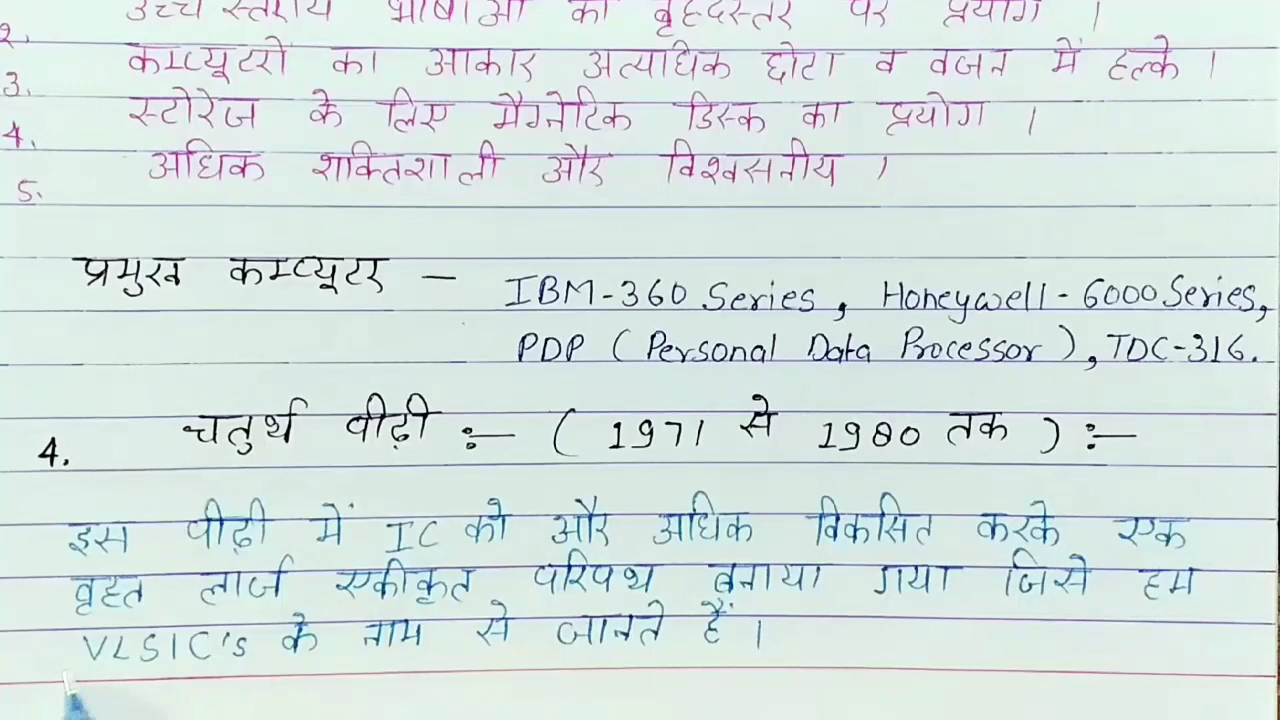 उच्च स्तरीय भाषाओं का वृहदस्तर पर प्रयोग ।
2.
कम्प्यूटरों का आकार अत्याधिक छोटा व वजन में हल्के ।
3.
स्टोरेज के लिए मैग्नेटिक डिस्क का प्रयोग ।
4.
अधिक शक्तिशाली और विश्वसनीय ।
5.
प्रमुख कम्प्यूटर — IBM-360 Series, Honeywell - 6000 Series,
PDP ( Personal Data Processor ), TDC-316.
4. चतुर्थ पीढ़ी :— ( 1971 से 1980 तक ) :—
इस पीढ़ी में IC को और अधिक विकसित करके एक
वृहत लार्ज एकीकृत परिपथ बनाया गया जिसे हम
VLSIC's के नाम से जानते हैं ।